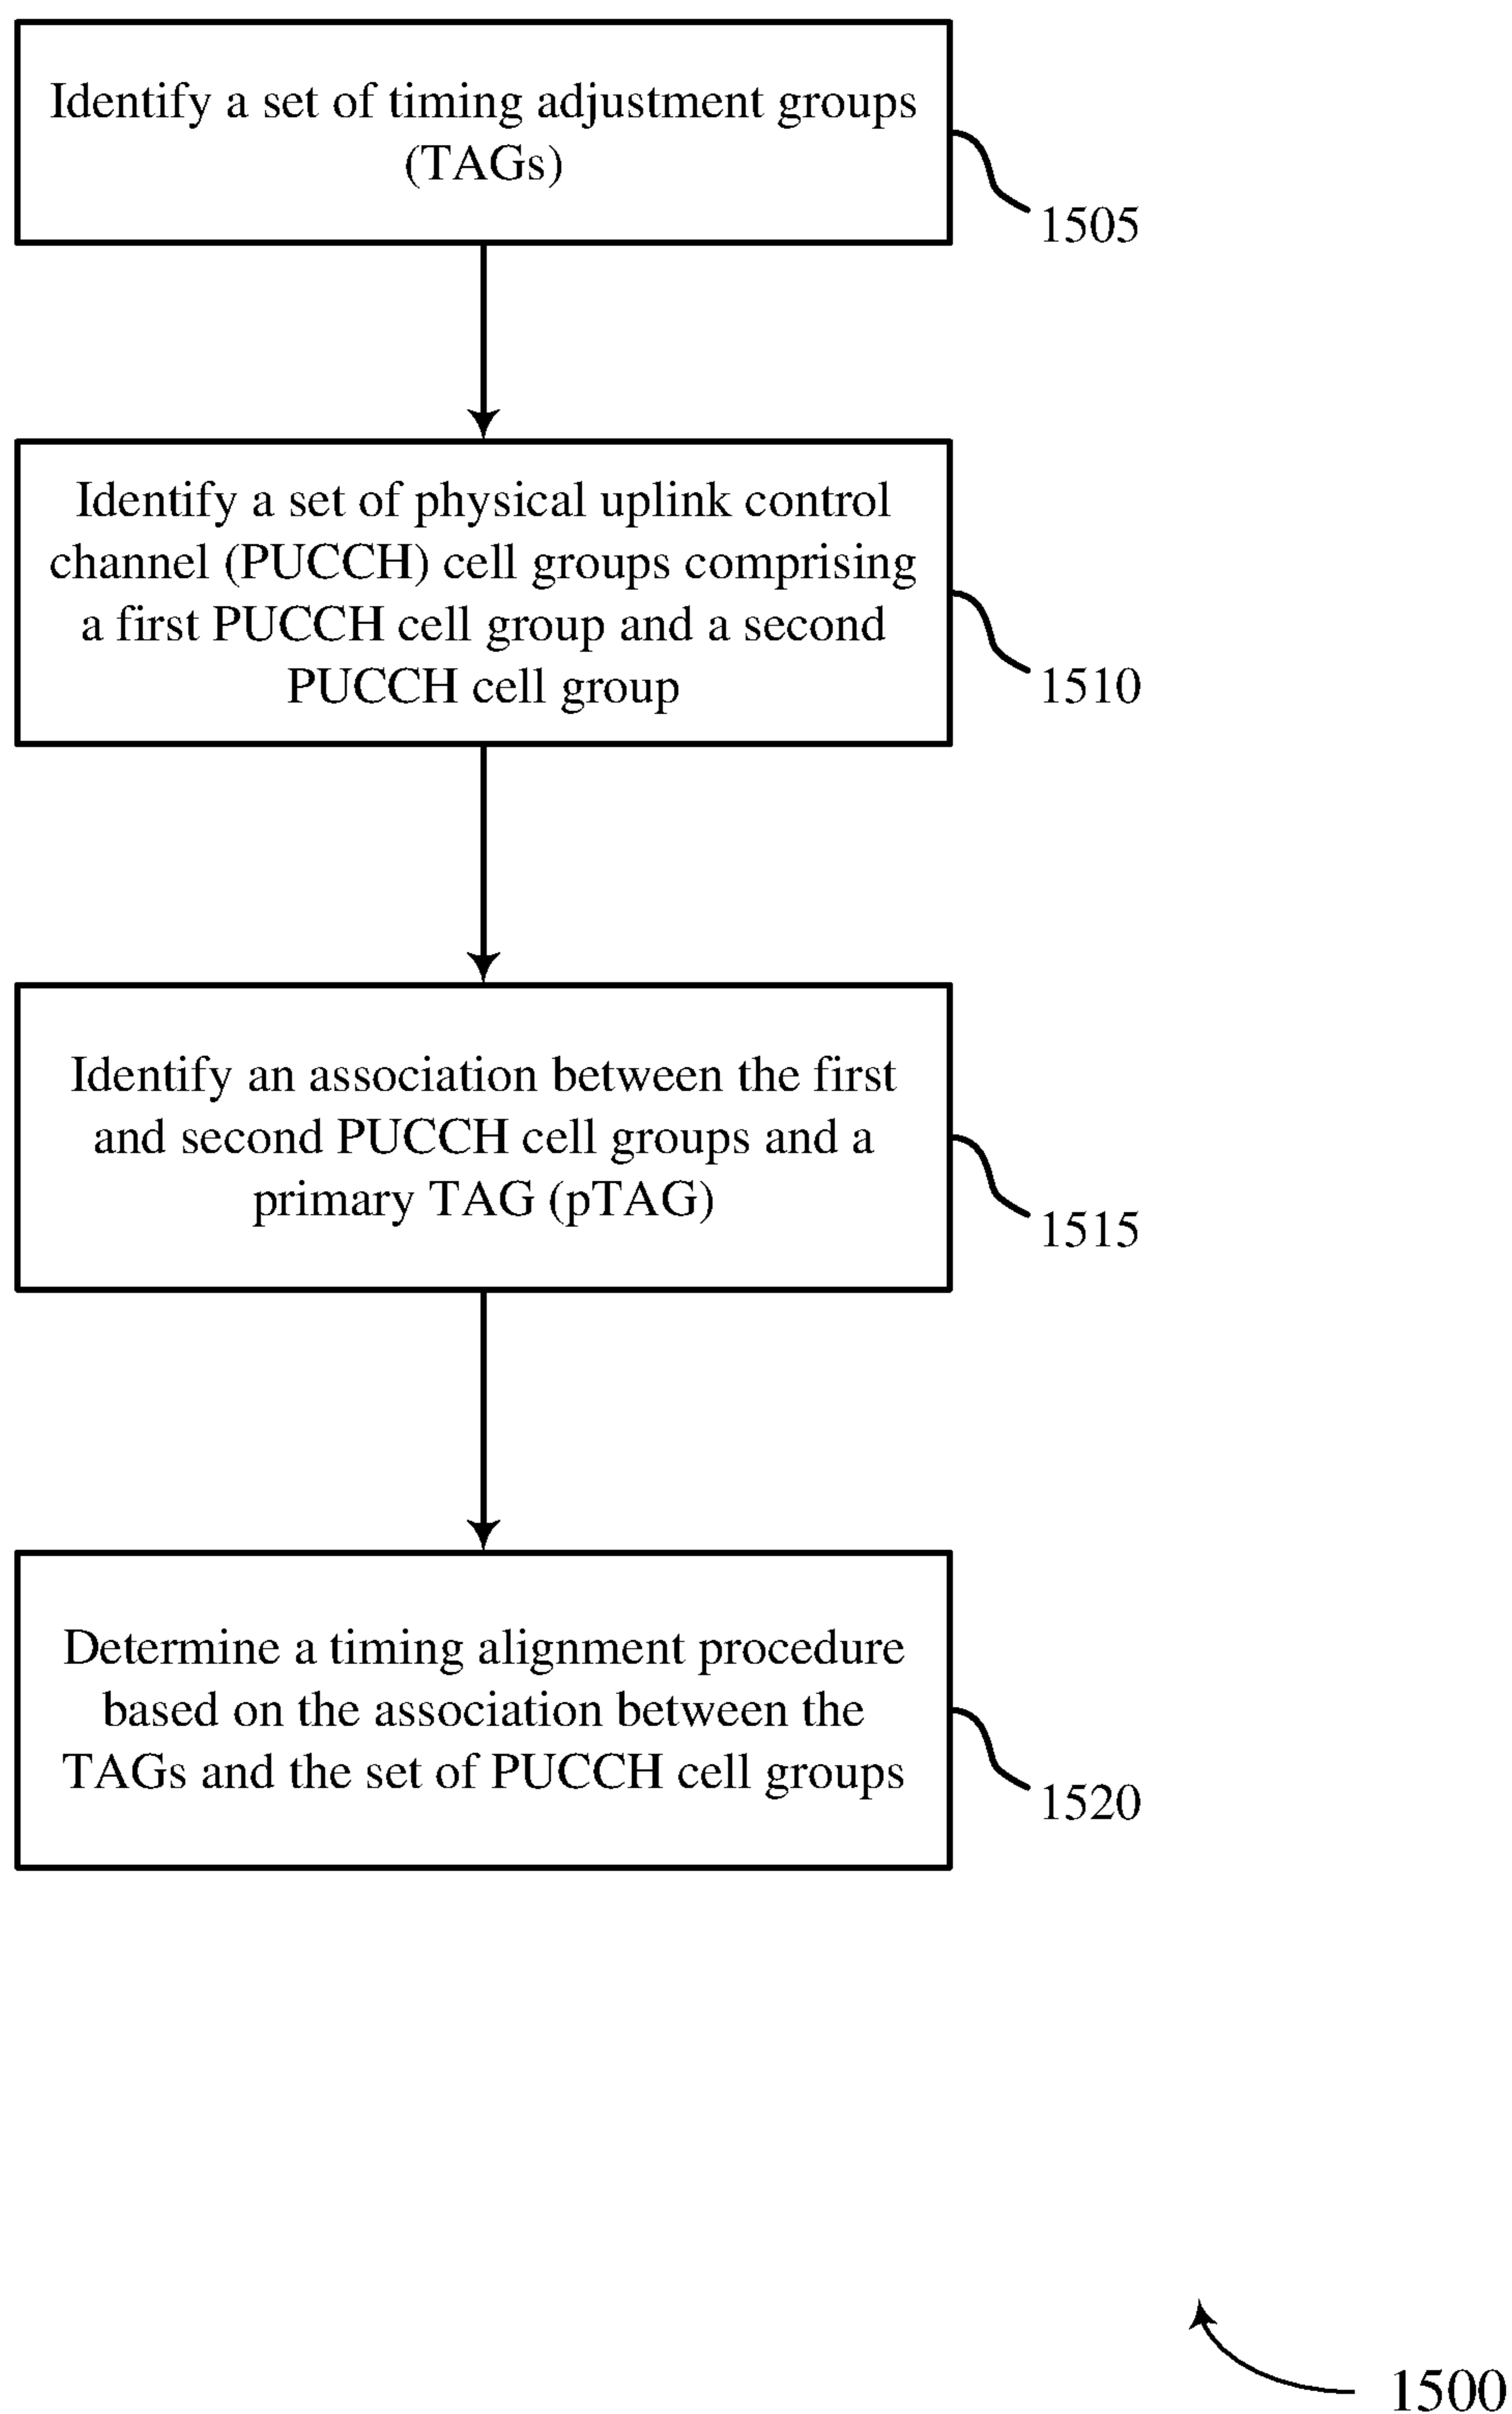 Identify a set of timing adjustment groups
(TAGs)
1505
Identify a set of physical uplink control
channel (PUCCH) cell groups comprising
a first PUCCH cell group and a second
PUCCH cell group
1510
Identify an association between the first
and second PUCCH cell groups and a
primary TAG (pTAG)
1515
Determine a timing alignment procedure
based on the association between the
TAGs and the set of PUCCH cell groups
1520
1500